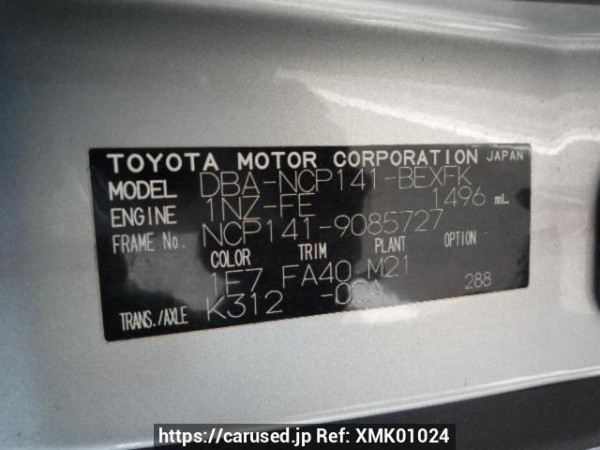 TOYOTA MOTOR CORPORATION JAPAN
MODEL DBA-NCP141-BEXFK
ENGINE 1NZ-FE 1496 mL
FRAME No. NCP141-9085727
COLOR TRIM PLANT OPTION
1E7 FA40 M21
TRANS./AXLE K312 288
https://carused.jp Ref: XMK01024